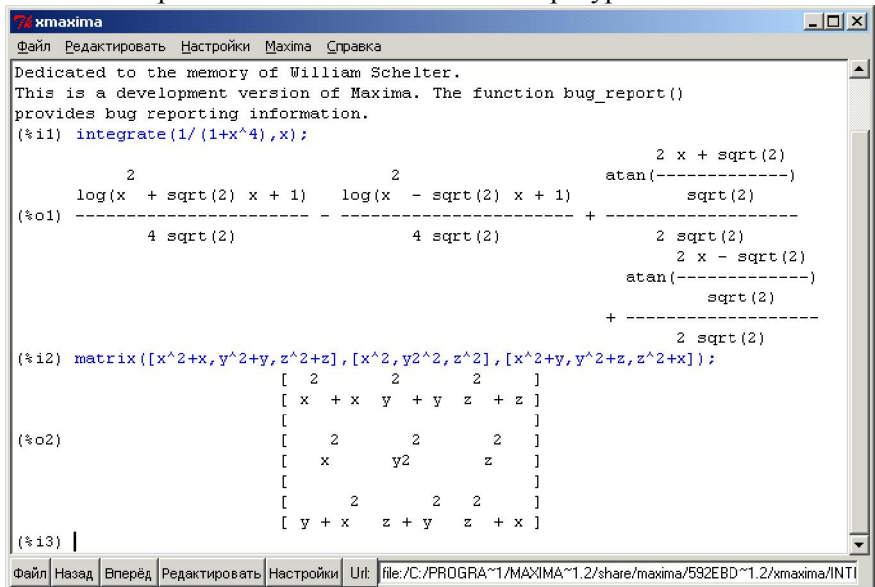 xmaxima
Файл Редактировать Настройки Maxima Справка
Dedicated to the memory of William Schelter.
This is a development version of Maxima. The function bug_report()
provides bug reporting information.
(%i1) integrate(1/(1+x^4),x);
                                                                  2 x + sqrt(2)
             2                            2                  atan(-------------)
        log(x  + sqrt(2) x + 1)   log(x  - sqrt(2) x + 1)            sqrt(2)
(%o1) ----------------------- - ----------------------- + -------------------
             4 sqrt(2)                 4 sqrt(2)               2 sqrt(2)
                                                                  2 x - sqrt(2)
                                                             atan(-------------)
                                                                     sqrt(2)
                                                           + -------------------
                                                                  2 sqrt(2)
(%i2) matrix([x^2+x,y^2+y,z^2+z],[x^2,y2^2,z^2],[x^2+y,y^2+z,z^2+x]);
                             [  2       2       2     ]
                             [ x  + x  y  + y  z  + z ]
                             [                        ]
(%o2)                        [    2       2       2   ]
                             [   x      y2       z    ]
                             [                        ]
                             [      2       2   2     ]
                             [ y + x   z + y   z  + x ]
(%i3)
Файл Назад Вперёд Редактировать Настройки Url: file:/C:/PROGRA~1/MAXIMA~1.2/share/maxima/592EBD~1.2/xmaxima/INTI